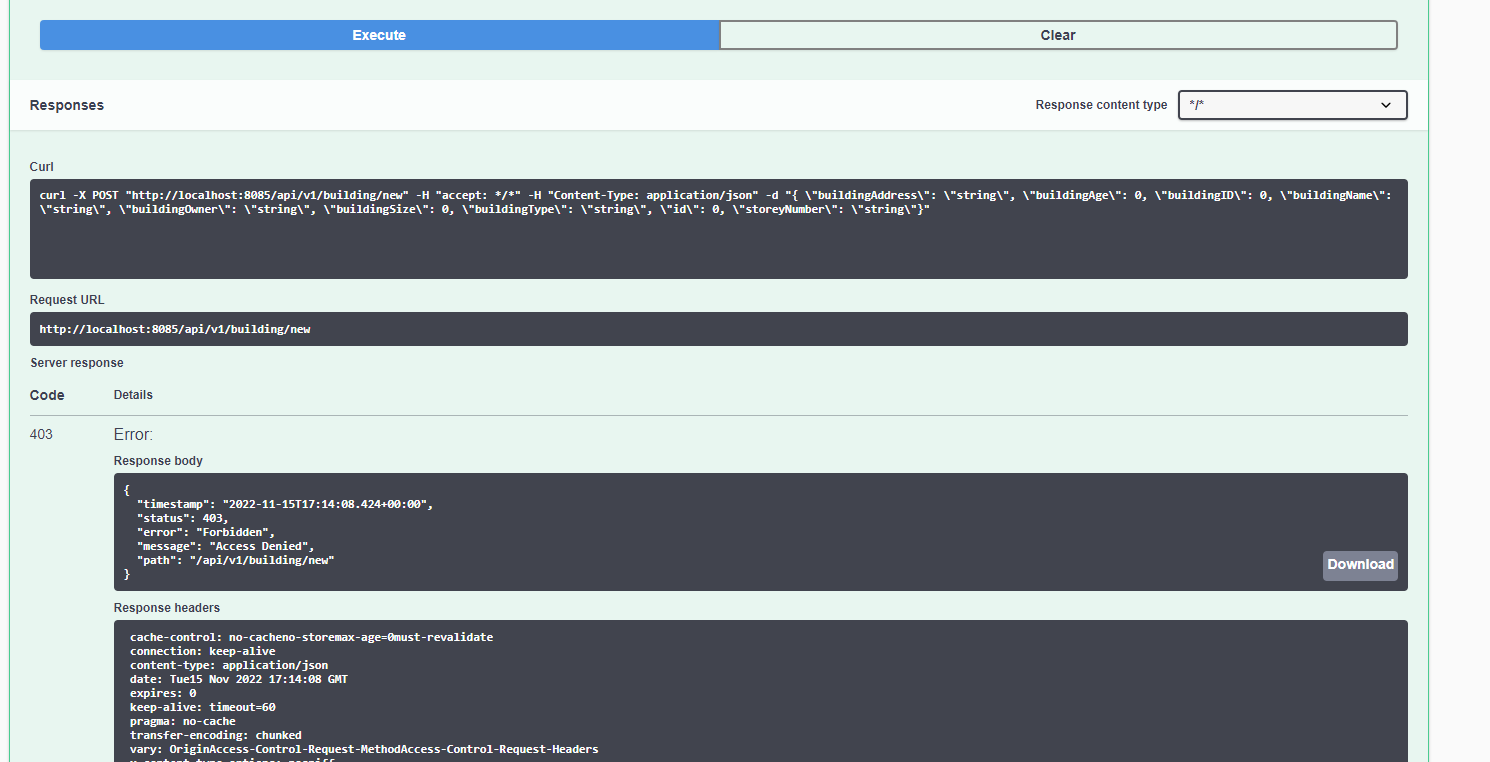 Execute Clear
Responses Response content type */*
Curl
curl -X POST "http://localhost:8085/api/v1/building/new" -H "accept: */*" -H "Content-Type: application/json" -d "{ \"buildingAddress\": \"string\", \"buildingAge\": 0, \"buildingID\": 0, \"buildingName\":
\"string\", \"buildingOwner\": \"string\", \"buildingSize\": 0, \"buildingType\": \"string\", \"id\": 0, \"storeyNumber\": \"string\"}"
Request URL
http://localhost:8085/api/v1/building/new
Server response
Code Details
403 Error:
Response body
{
"timestamp": "2022-11-15T17:14:08.424+00:00",
"status": 403,
"error": "Forbidden",
"message": "Access Denied",
"path": "/api/v1/building/new"
}
Download
Response headers
cache-control: no-cacheno-storemax-age=0must-revalidate
connection: keep-alive
content-type: application/json
date: Tue15 Nov 2022 17:14:08 GMT
expires: 0
keep-alive: timeout=60
pragma: no-cache
transfer-encoding: chunked
vary: OriginAccess-Control-Request-MethodAccess-Control-Request-Headers